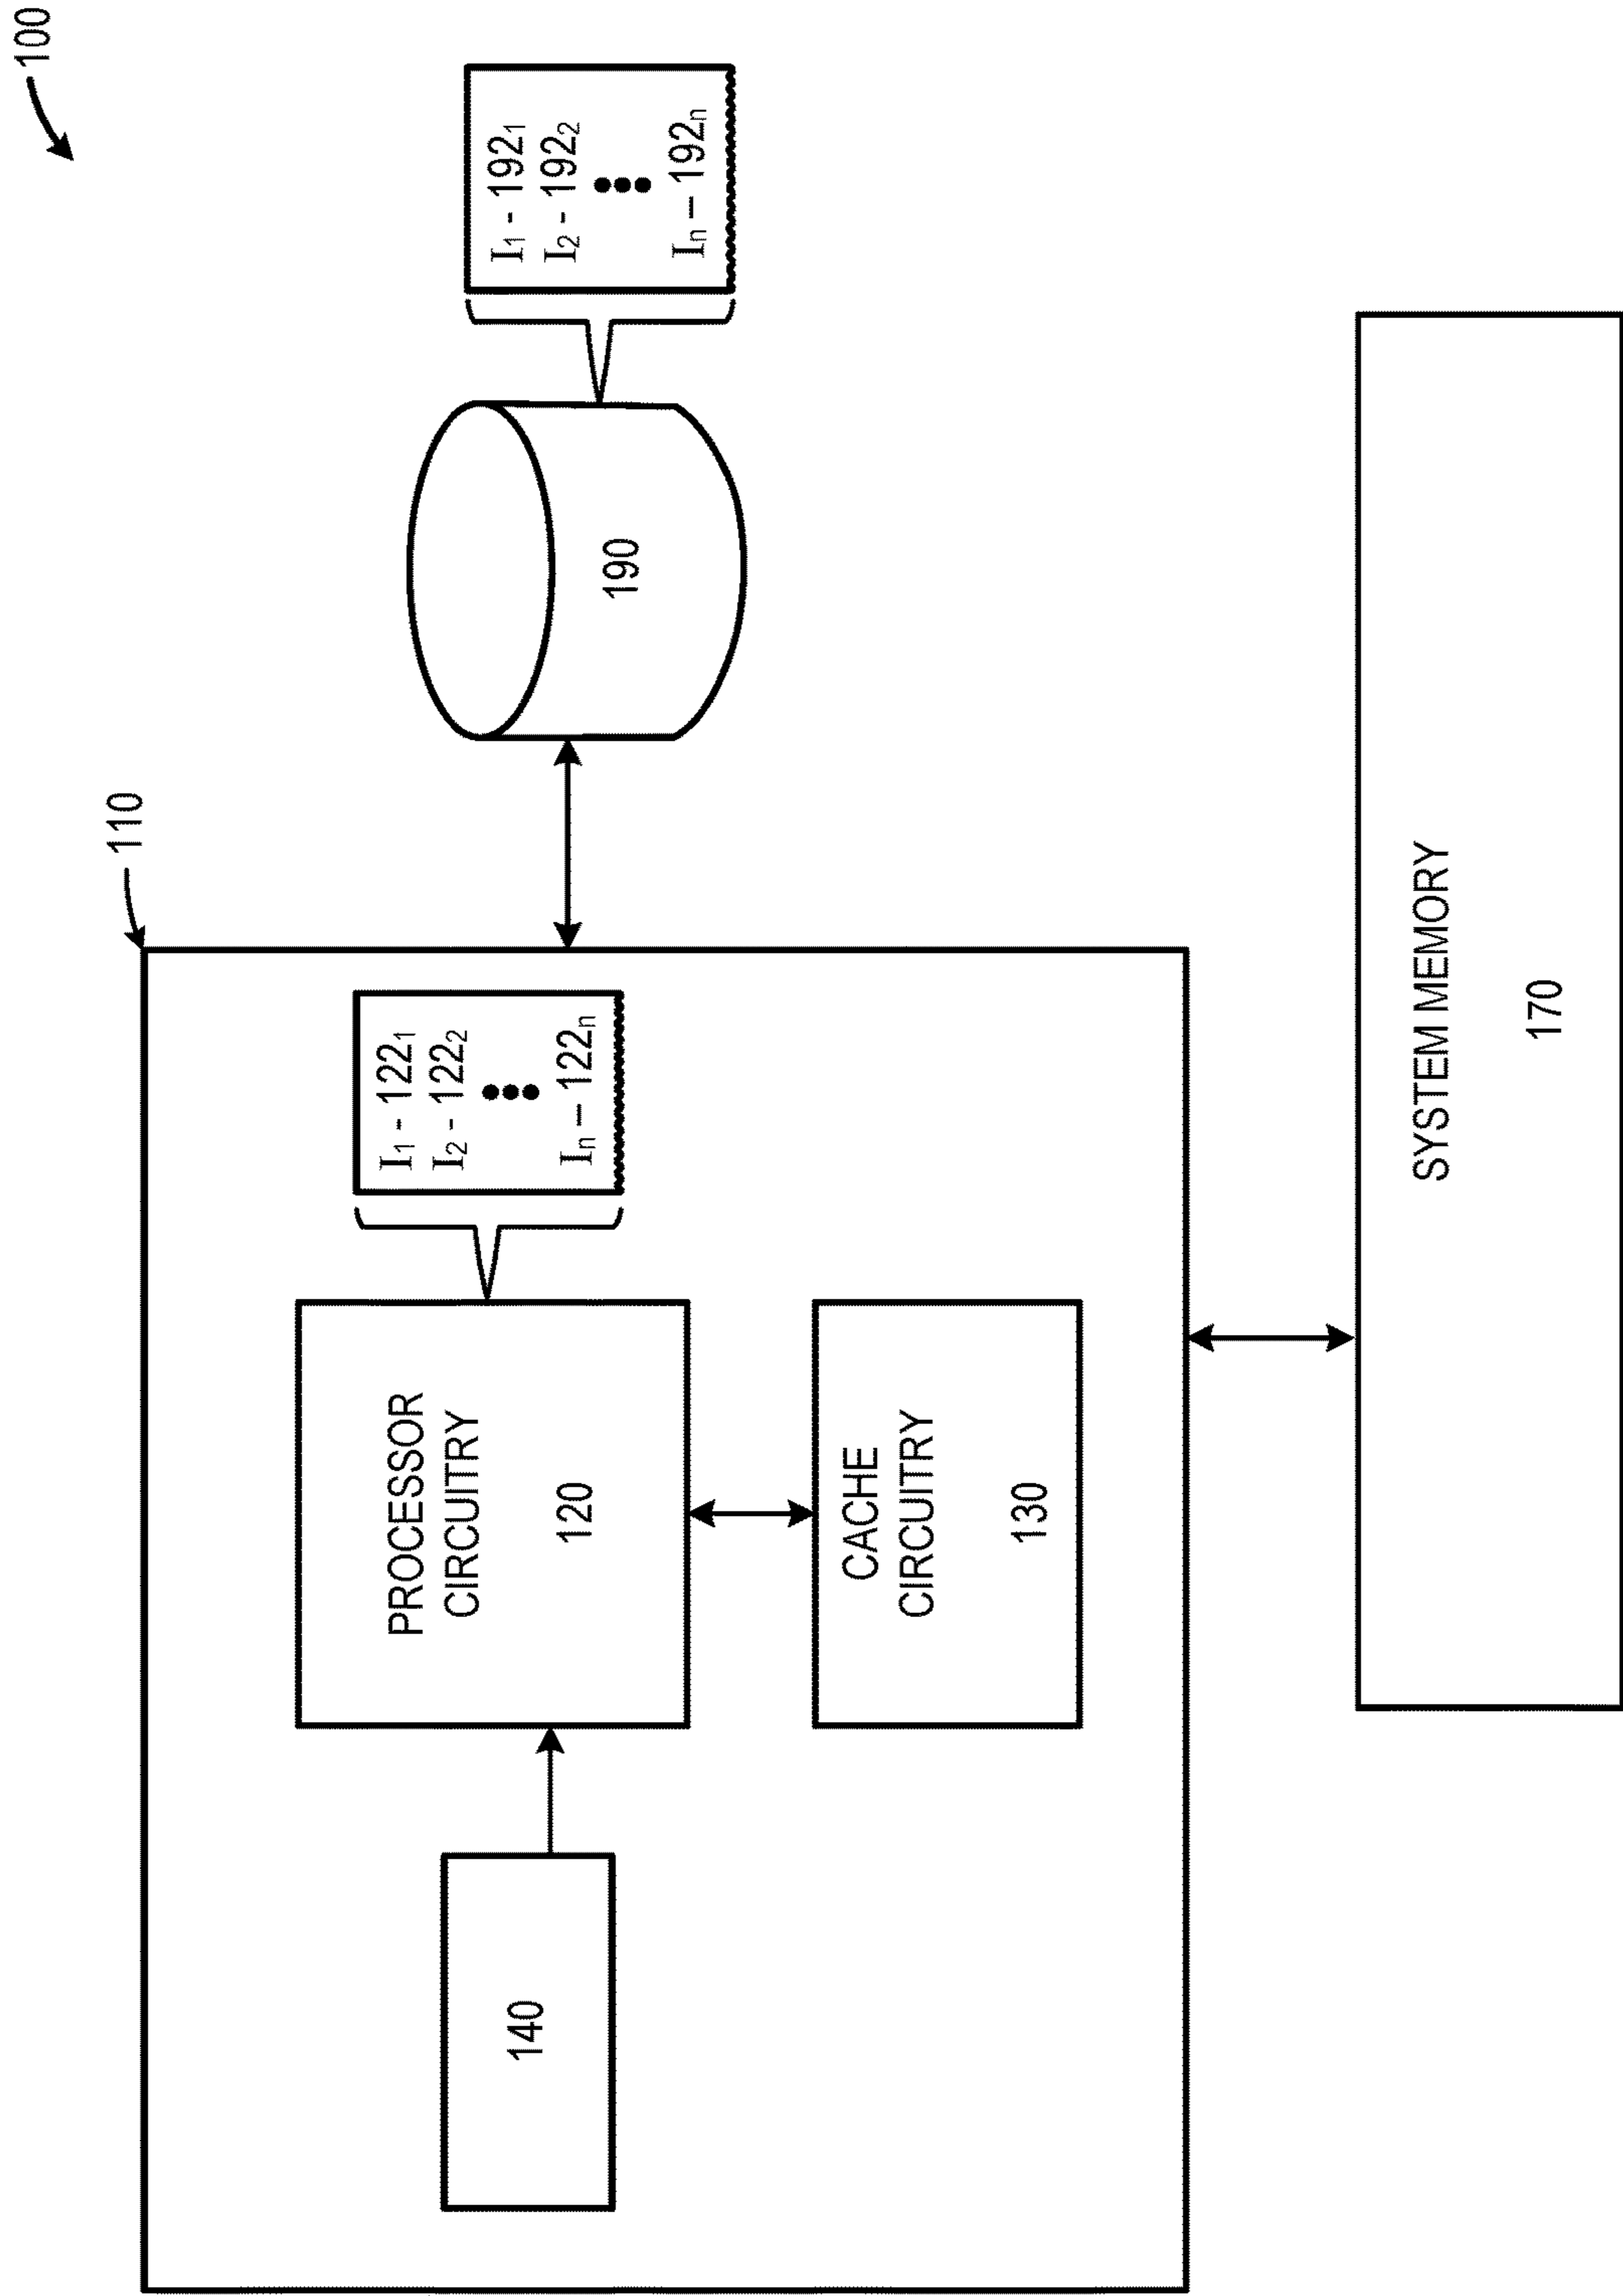 100
110
I₁ - 192₁
I₂ - 192₂
•••
Iₙ – 192ₙ
190
I₁ - 122₁
I₂ - 122₂
•••
Iₙ – 122ₙ
PROCESSOR
CIRCUITRY
120
140
CACHE
CIRCUITRY
130
SYSTEM MEMORY
170